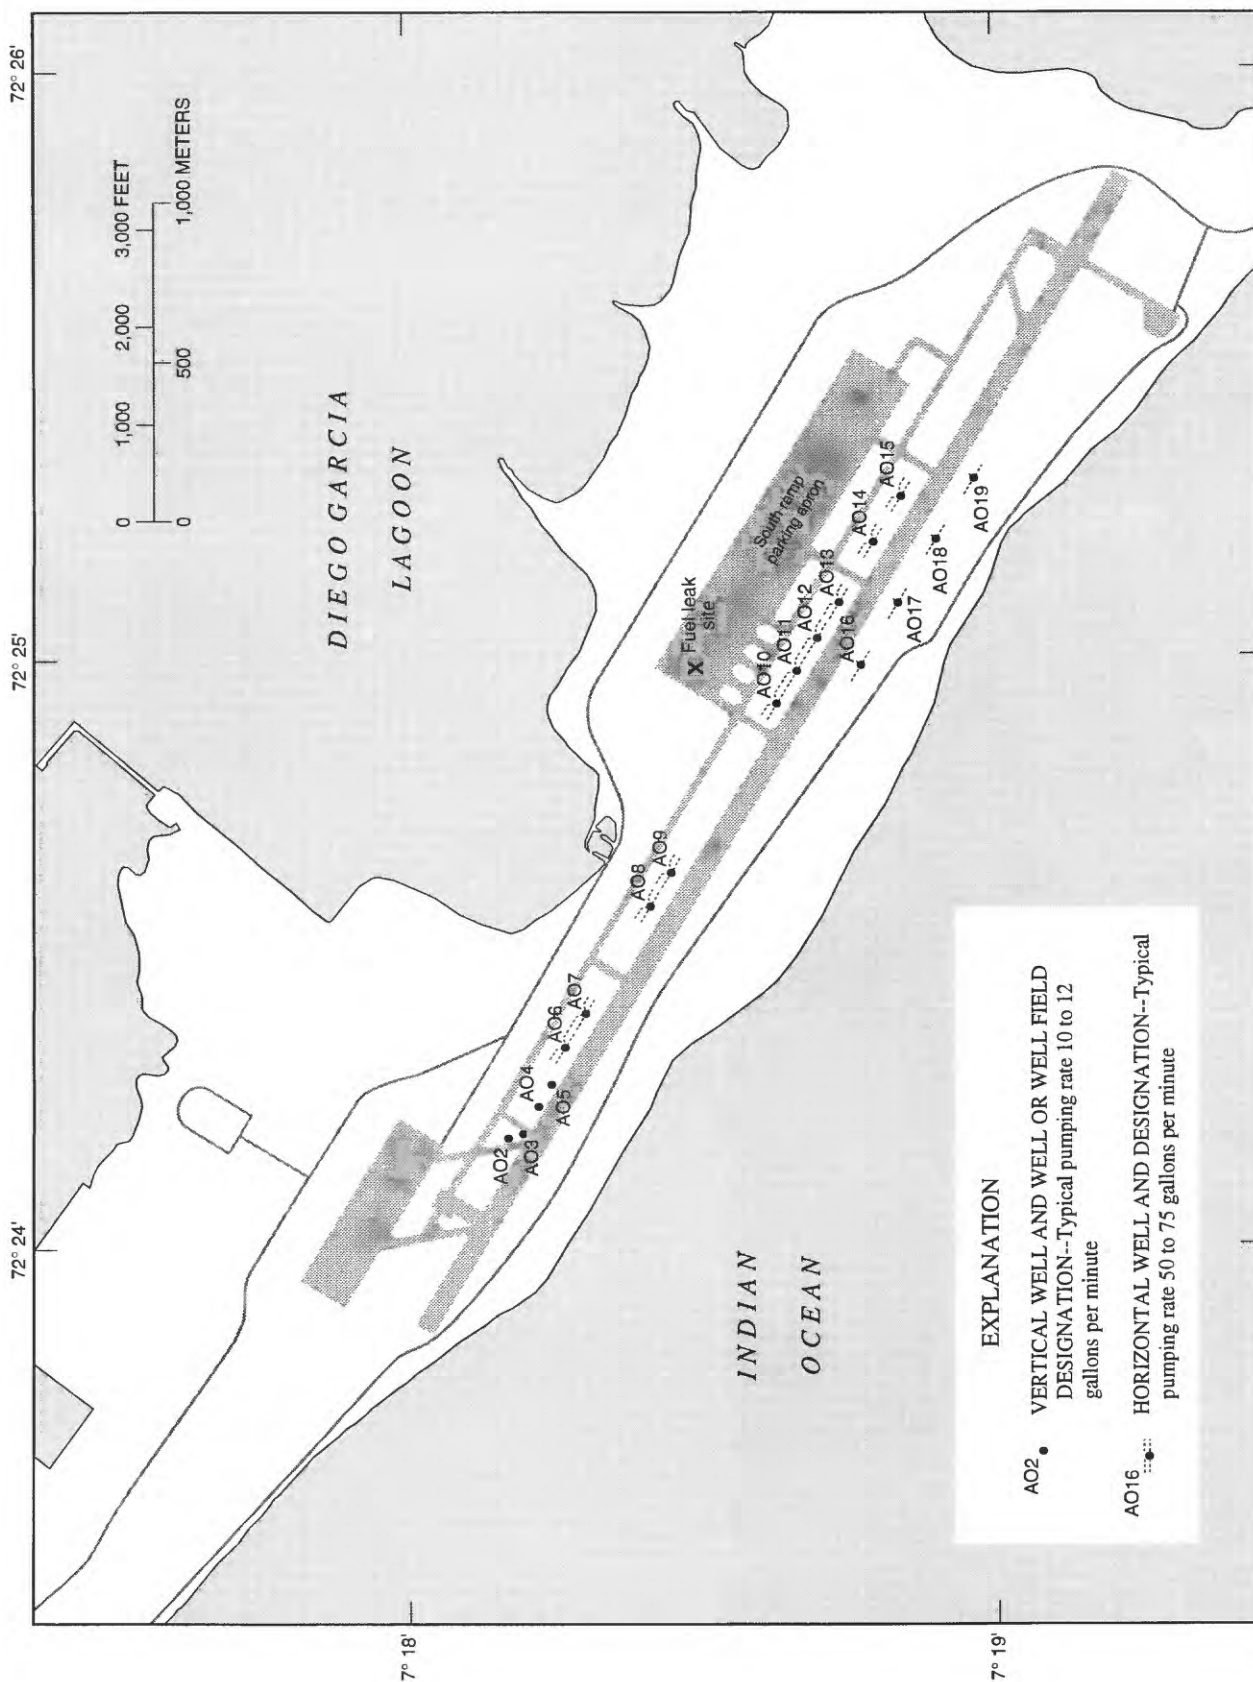 72° 24'
72° 25'
72° 26'
7° 18'
7° 19'
0 1,000 2,000 3,000 FEET
0 500 1,000 METERS
DIEGO GARCIA
LAGOON
Fuel leak
site
X
South ramp
parking apron
AO2
AO3
AO4
AO5
AO6
AO7
AO8
AO9
AO10
AO11
AO12
AO13
AO14
AO15
AO16
AO17
AO18
AO19
INDIAN
OCEAN
EXPLANATION
AO2 VERTICAL WELL AND WELL OR WELL FIELD
DESIGNATION--Typical pumping rate 10 to 12
gallons per minute
AO16 HORIZONTAL WELL AND DESIGNATION--Typical
pumping rate 50 to 75 gallons per minute